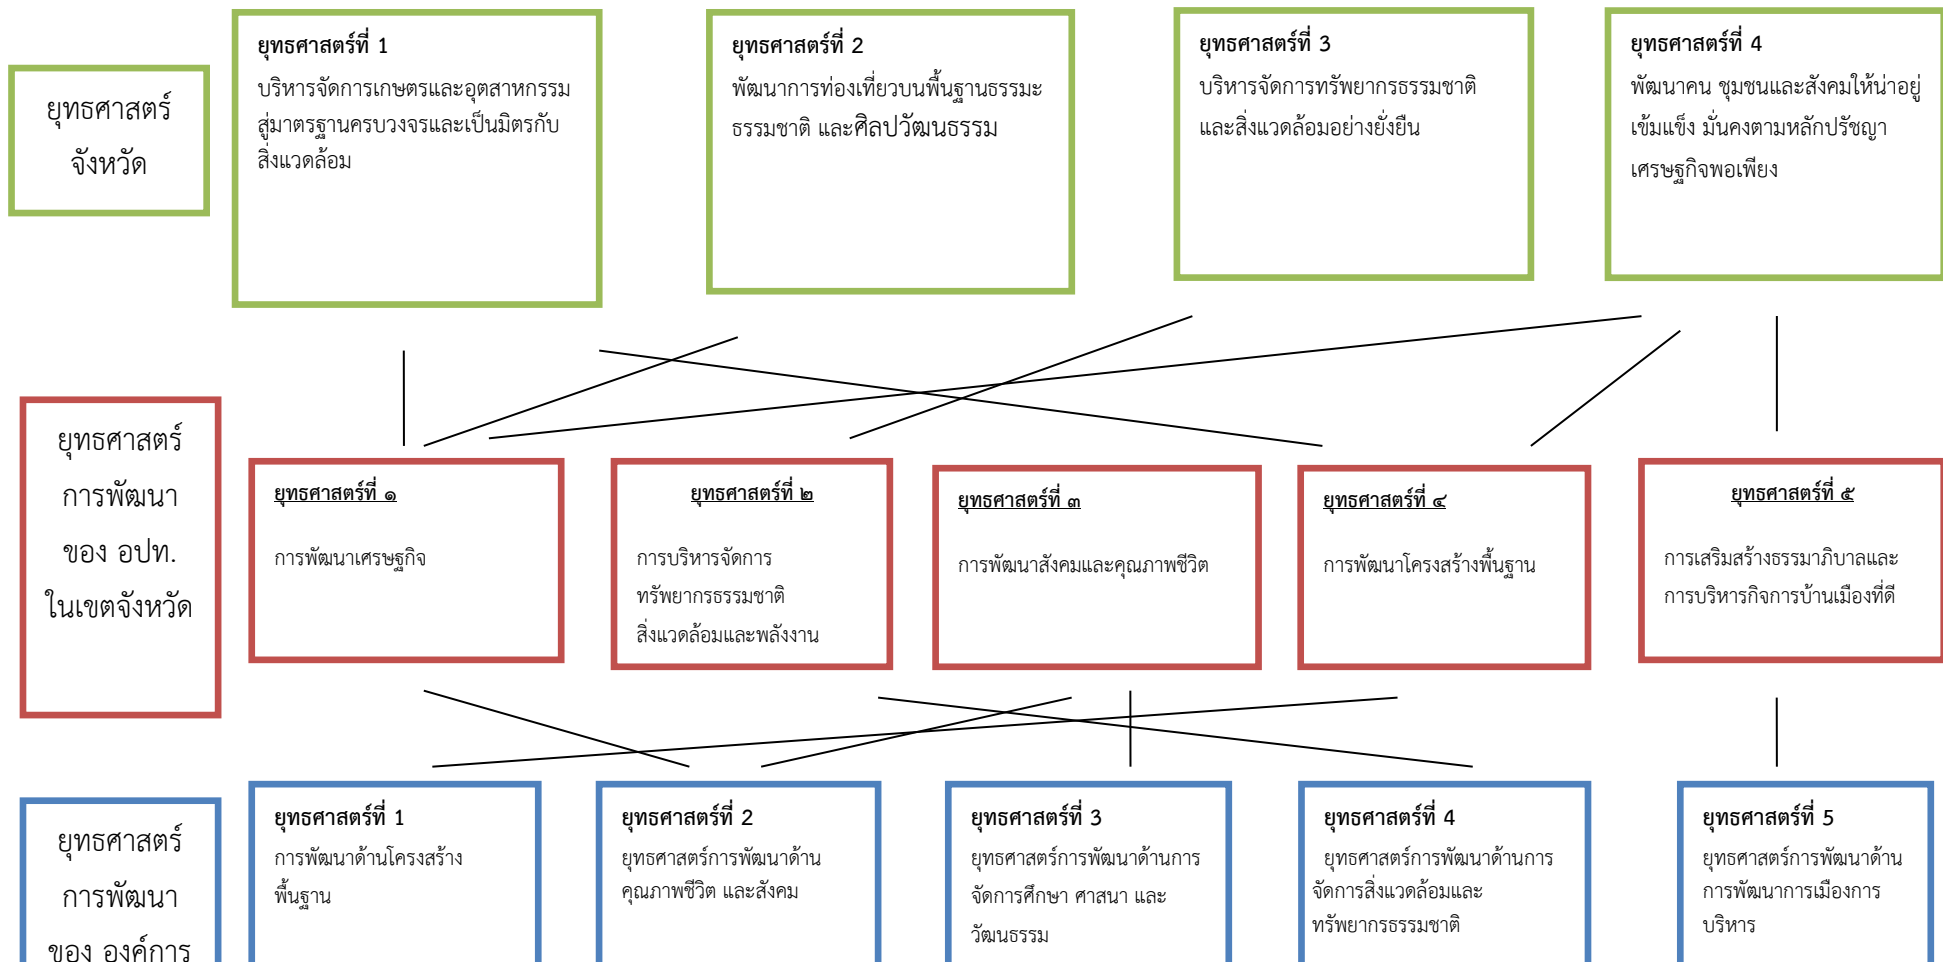 ยุทธศาสตร์
จังหวัด
ยุทธศาสตร์ที่ 1
บริหารจัดการเกษตรและอุตสาหกรรม
สู่มาตรฐานครบวงจรและเป็นมิตรกับ
สิ่งแวดล้อม
ยุทธศาสตร์ที่ 2
พัฒนาการท่องเที่ยวบนพื้นฐานธรรมะ
ธรรมชาติ และศิลปวัฒนธรรม
ยุทธศาสตร์ที่ 3
บริหารจัดการทรัพยากรธรรมชาติ
และสิ่งแวดล้อมอย่างยั่งยืน
ยุทธศาสตร์ที่ 4
พัฒนาคน ชุมชนและสังคมให้น่าอยู่
เข้มแข็ง มั่นคงตามหลักปรัชญา
เศรษฐกิจพอเพียง
ยุทธศาสตร์
การพัฒนา
ของ อปท.
ในเขตจังหวัด
ยุทธศาสตร์ที่ ๑
การพัฒนาเศรษฐกิจ
ยุทธศาสตร์ที่ ๒
การบริหารจัดการ
ทรัพยากรธรรมชาติ
สิ่งแวดล้อมและพลังงาน
ยุทธศาสตร์ที่ ๓
การพัฒนาสังคมและคุณภาพชีวิต
ยุทธศาสตร์ที่ ๔
การพัฒนาโครงสร้างพื้นฐาน
ยุทธศาสตร์ที่ ๕
การเสริมสร้างธรรมาภิบาลและ
การบริหารกิจการบ้านเมืองที่ดี
ยุทธศาสตร์
การพัฒนา
ของ องค์การ
ยุทธศาสตร์ที่ 1
การพัฒนาด้านโครงสร้าง
พื้นฐาน
ยุทธศาสตร์ที่ 2
ยุทธศาสตร์การพัฒนาด้าน
คุณภาพชีวิต และสังคม
ยุทธศาสตร์ที่ 3
ยุทธศาสตร์การพัฒนาด้านการ
จัดการศึกษา ศาสนา และ
วัฒนธรรม
ยุทธศาสตร์ที่ 4
ยุทธศาสตร์การพัฒนาด้านการ
จัดการสิ่งแวดล้อมและ
ทรัพยากรธรรมชาติ
ยุทธศาสตร์ที่ 5
ยุทธศาสตร์การพัฒนาด้าน
การพัฒนาการเมืองการ
บริหาร